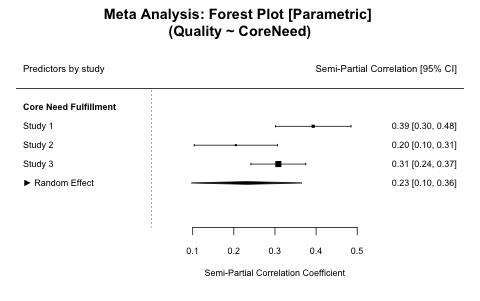 Meta Analysis: Forest Plot [Parametric]
(Quality ~ CoreNeed)
Predictors by study Semi-Partial Correlation [95% CI]
Core Need Fulfillment
Study 1 0.39 [0.30, 0.48]
Study 2 0.20 [0.10, 0.31]
Study 3 0.31 [0.24, 0.37]
► Random Effect 0.23 [0.10, 0.36]
0.1 0.2 0.3 0.4 0.5
Semi-Partial Correlation Coefficient